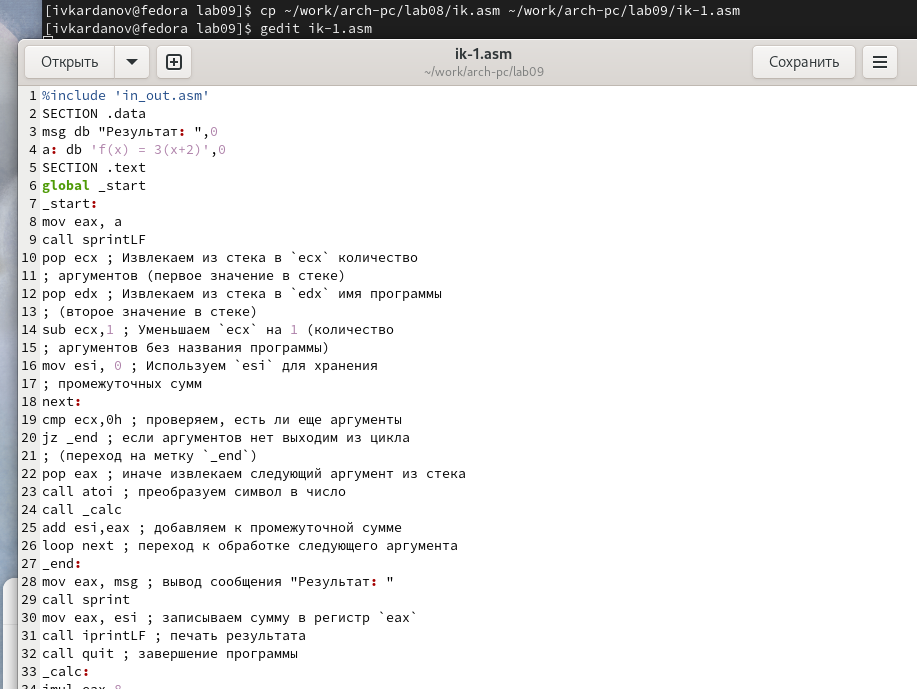 [ivkardanov@fedora lab09]$ cp ~/work/arch-pc/lab08/ik.asm ~/work/arch-pc/lab09/ik-1.asm
[ivkardanov@fedora lab09]$ gedit ik-1.asm
Открыть
ik-1.asm
~/work/arch-pc/lab09
Сохранить
1 %include 'in_out.asm'
2 SECTION .data
3 msg db "Результат: ",0
4 a: db 'f(x) = 3(x+2)',0
5 SECTION .text
6 global _start
7 _start:
8 mov eax, a
9 call sprintLF
10 pop ecx ; Извлекаем из стека в `ecx` количество
11 ; аргументов (первое значение в стеке)
12 pop edx ; Извлекаем из стека в `edx` имя программы
13 ; (второе значение в стеке)
14 sub ecx,1 ; Уменьшаем `ecx` на 1 (количество
15 ; аргументов без названия программы)
16 mov esi, 0 ; Используем `esi` для хранения
17 ; промежуточных сумм
18 next:
19 cmp ecx,0h ; проверяем, есть ли еще аргументы
20 jz _end ; если аргументов нет выходим из цикла
21 ; (переход на метку `_end`)
22 pop eax ; иначе извлекаем следующий аргумент из стека
23 call atoi ; преобразуем символ в число
24 call _calc
25 add esi,eax ; добавляем к промежуточной сумме
26 loop next ; переход к обработке следующего аргумента
27 _end:
28 mov eax, msg ; вывод сообщения "Результат: "
29 call sprint
30 mov eax, esi ; записываем сумму в регистр `eax`
31 call iprintLF ; печать результата
32 call quit ; завершение программы
33 _calc: